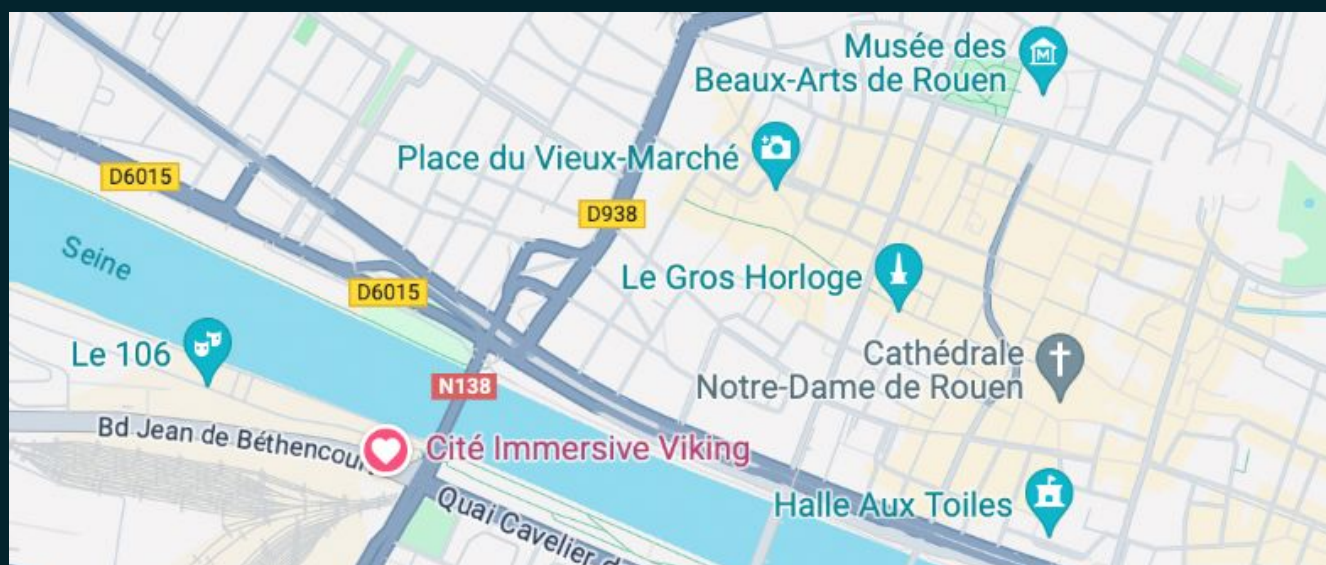 Musée des
Beaux-Arts de Rouen
Place du Vieux-Marché
D6015
D938
Seine
Le Gros Horloge
D6015
Le 106
Cathédrale
Notre-Dame de Rouen
N138
Bd Jean de Béthencour
Cité Immersive Viking
Quai Cavelier d
Halle Aux Toiles